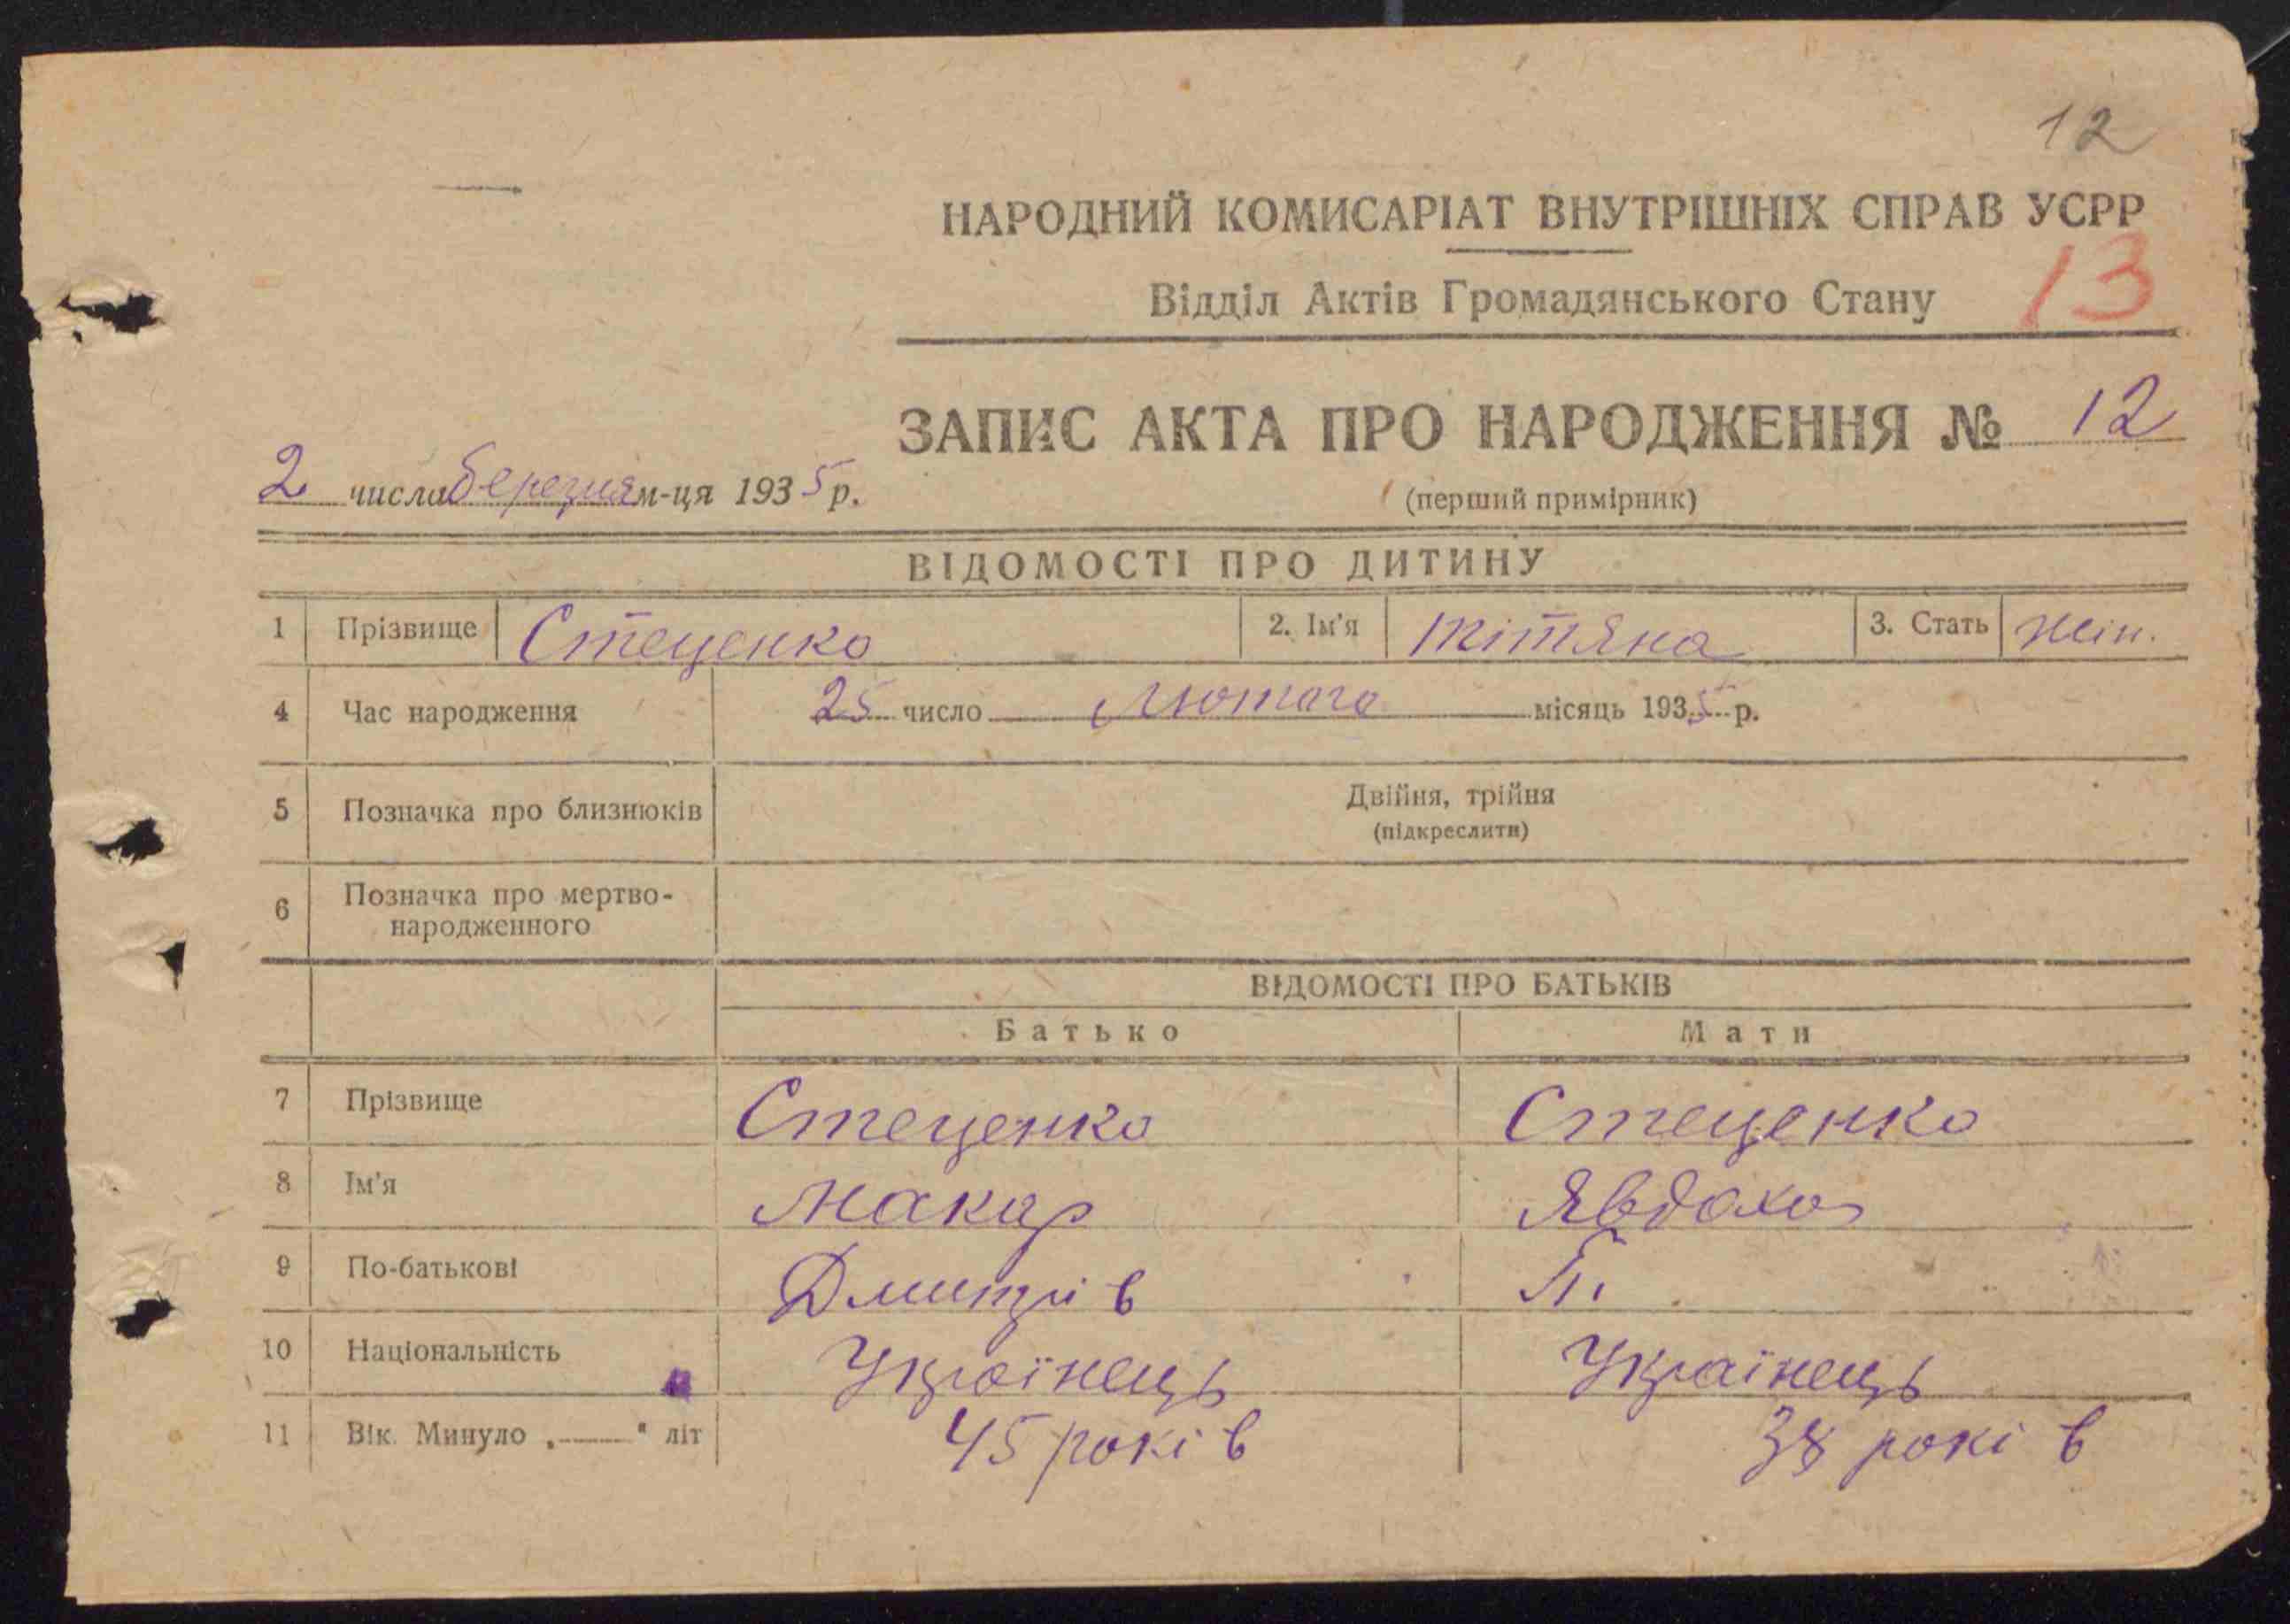 12
НАРОДНИЙ КОМИСАРІАТ ВНУТРІШНІХ СПРАВ УСРР
13
Відділ Актів Громадянського Стану
ЗАПИС АКТА ПРО НАРОДЖЕННЯ № 12
2 числа березня м-ця 1935 р.
(перший примірник)
ВІДОМОСТІ ПРО ДИТИНУ
1 Прізвище Стеценко 2. Ім'я Тітяна 3. Стать жін.
4 Час народження 25 число Лютого місяць 1935 р.
5 Позначка про близнюків Двійня, трійня
(підкреслити)
6 Позначка про мертво-
народженного
ВІДОМОСТІ ПРО БАТЬКІВ
Батько Мати
7 Прізвище Стеценко Стеценко
8 Ім'я Макар Явдоха
9 По-батькові Дмитрів П.
10 Національність Українець Українець
11 Вік. Минуло „—" літ 45 років 38 років